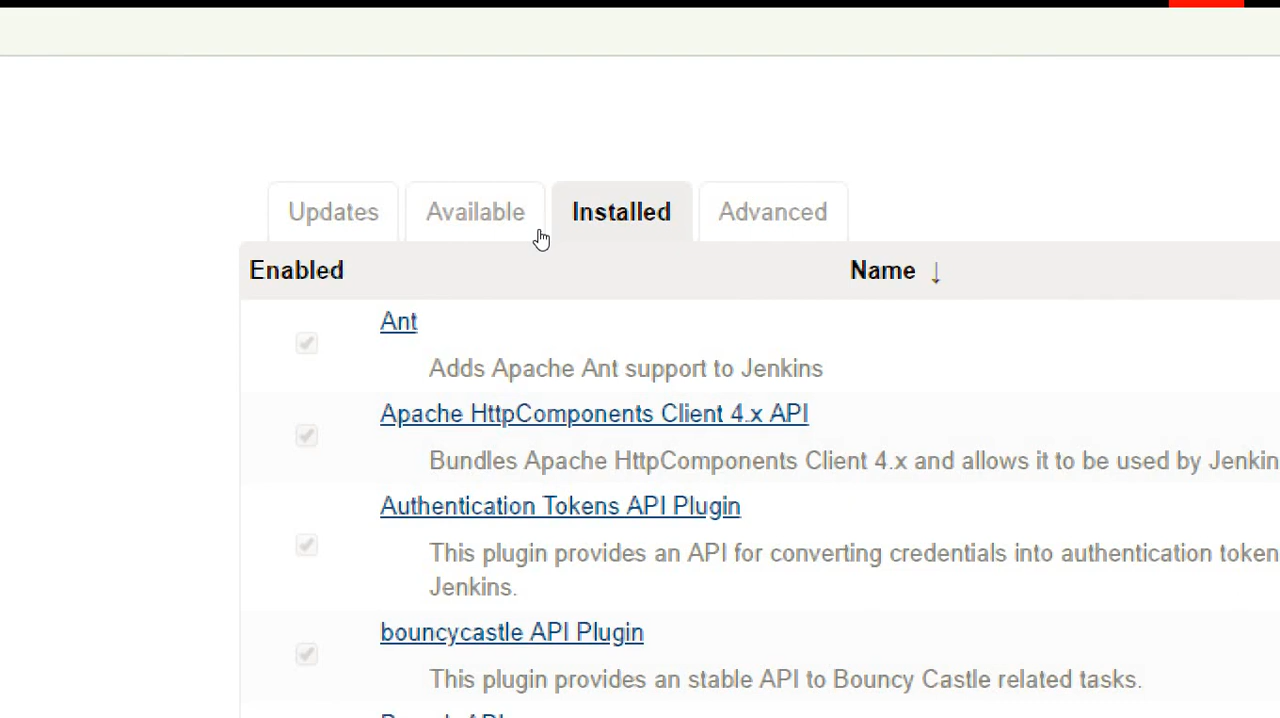 Updates Available Installed Advanced
Enabled Name ↓
Ant
Adds Apache Ant support to Jenkins
Apache HttpComponents Client 4.x API
Bundles Apache HttpComponents Client 4.x and allows it to be used by
Authentication Tokens API Plugin
This plugin provides an API for converting credentials into authentication
Jenkins.
bouncycastle API Plugin
This plugin provides an stable API to Bouncy Castle related tasks.